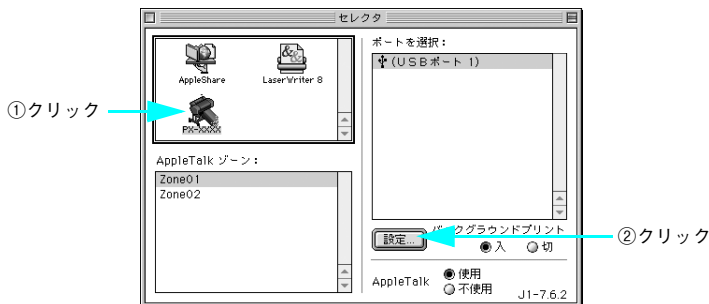 セレクタ
AppleShare
LaserWriter 8
PX-XXXX
①クリック
AppleTalk ゾーン：
Zone01
Zone02
ポートを選択：
(USBポート 1)
設定...
バックグラウンドプリント
入
切
②クリック
AppleTalk
使用
不使用
J1-7.6.2